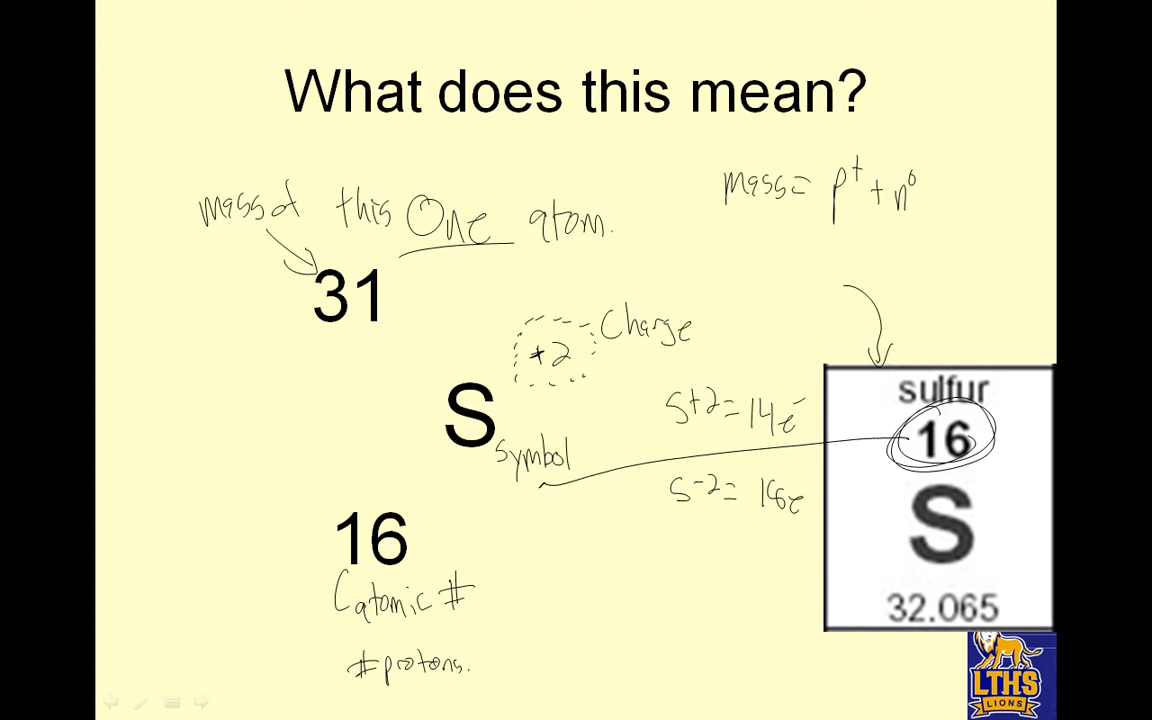 What does this mean?
mass of this One atom.
mass = p+ + n0
31
+2 Charge
sulfur
16
S
S+2 = 14e-
symbol
S-2 = 18e
S
16
32.065
atomic #
# protons.
LTHS
LIONS